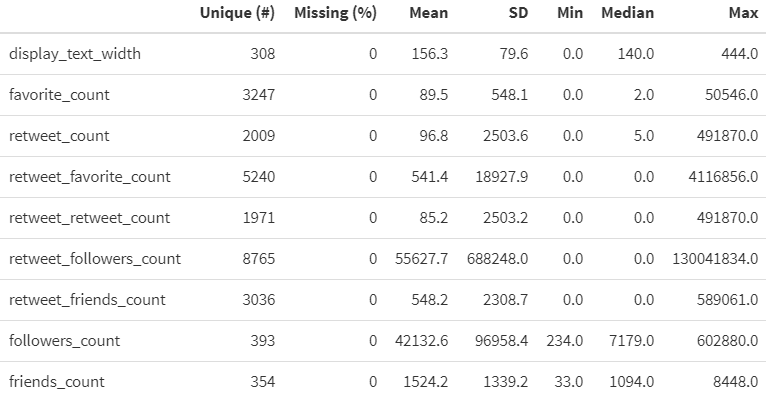 Unique (#) Missing (%) Mean SD Min Median Max
display_text_width 308 0 156.3 79.6 0.0 140.0 444.0
favorite_count 3247 0 89.5 548.1 0.0 2.0 50546.0
retweet_count 2009 0 96.8 2503.6 0.0 5.0 491870.0
retweet_favorite_count 5240 0 541.4 18927.9 0.0 0.0 4116856.0
retweet_retweet_count 1971 0 85.2 2503.2 0.0 0.0 491870.0
retweet_followers_count 8765 0 55627.7 688248.0 0.0 0.0 130041834.0
retweet_friends_count 3036 0 548.2 2308.7 0.0 0.0 589061.0
followers_count 393 0 42132.6 96958.4 234.0 7179.0 602880.0
friends_count 354 0 1524.2 1339.2 33.0 1094.0 8448.0